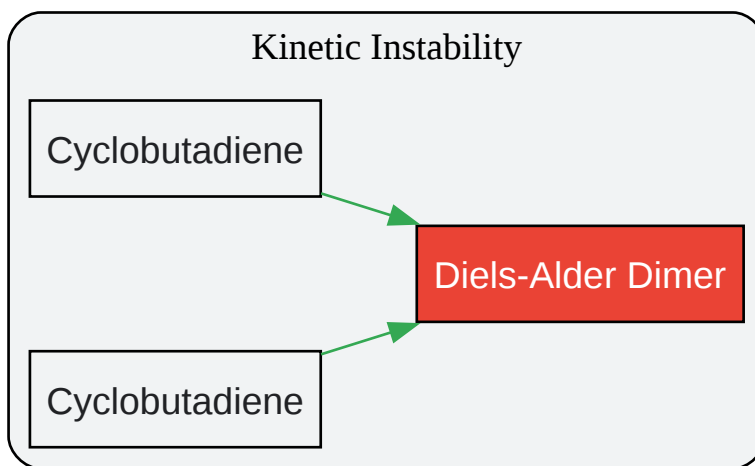 Kinetic Instability
Cyclobutadiene
Diels-Alder Dimer
Cyclobutadiene